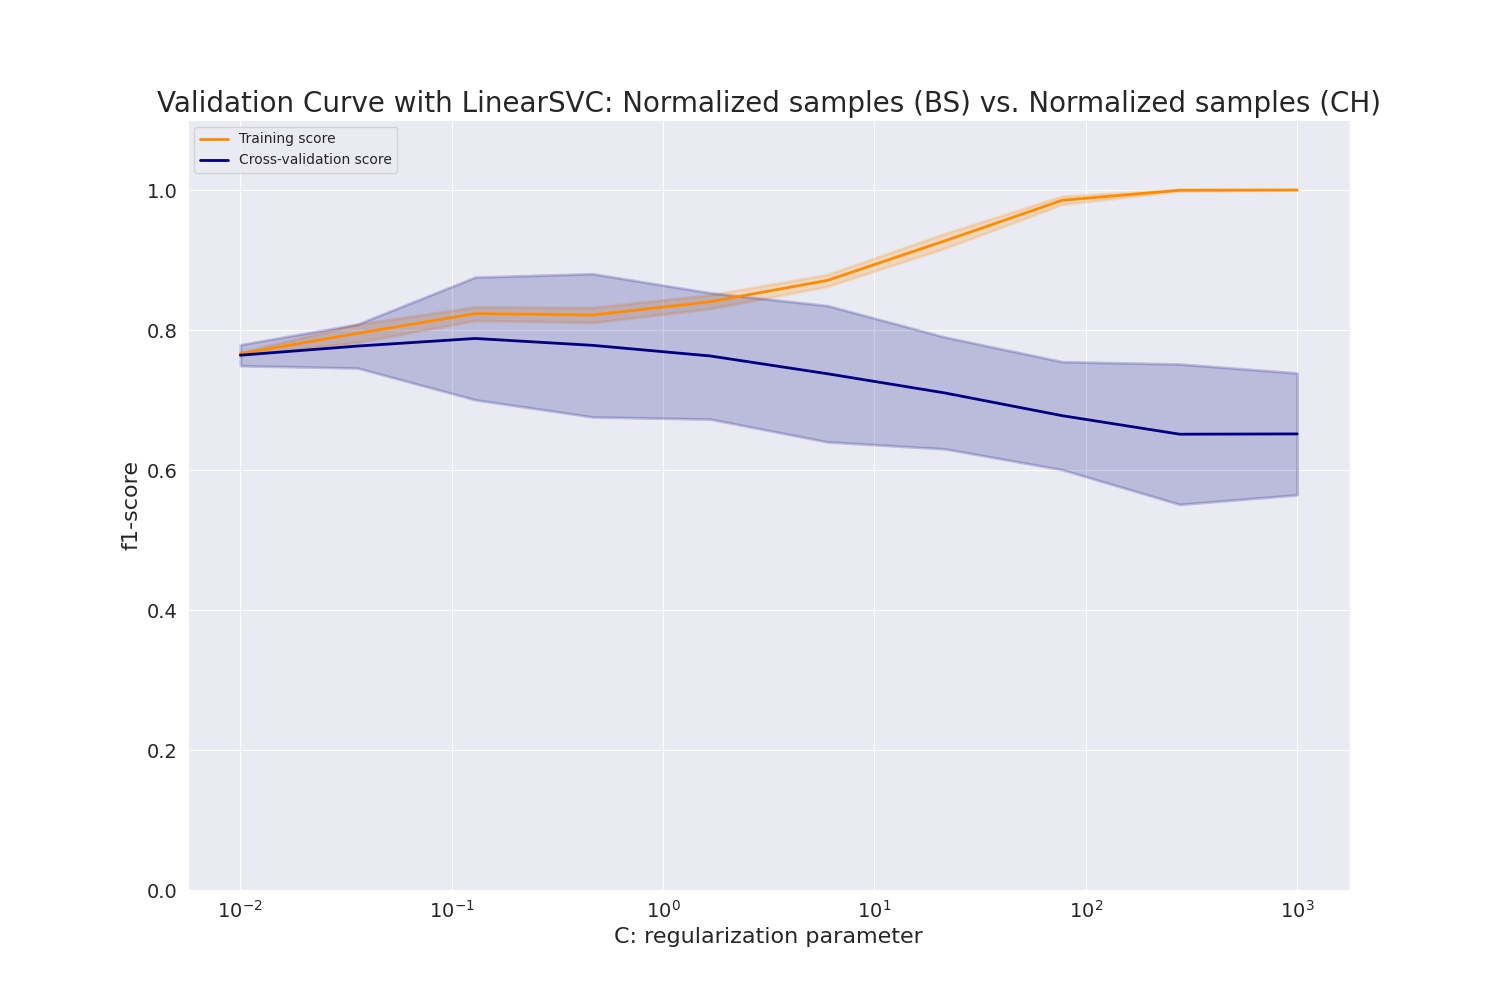 Validation Curve with LinearSVC: Normalized samples (BS) vs. Normalized samples (CH)
Training score
Cross-validation score
1.0
0.8
0.6
0.4
0.2
0.0
f1-score
10⁻² 10⁻¹ 10⁰ 10¹ 10² 10³
C: regularization parameter